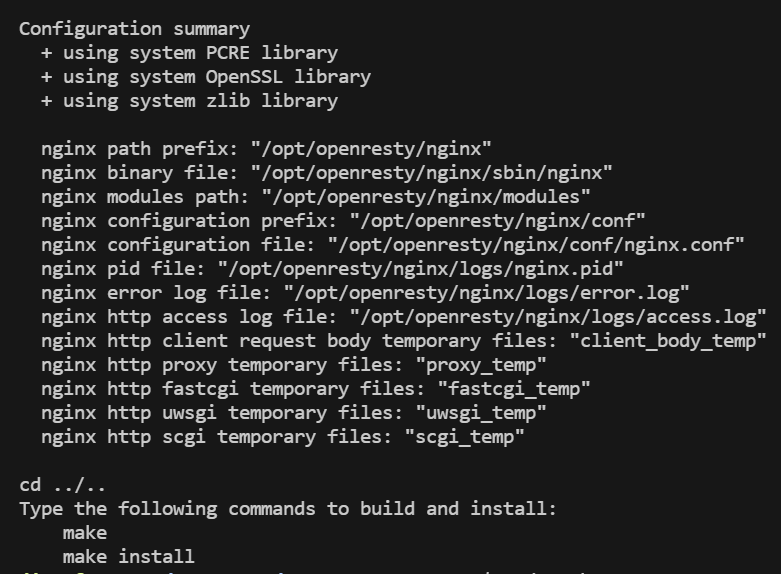 Configuration summary
+ using system PCRE library
+ using system OpenSSL library
+ using system zlib library
nginx path prefix: "/opt/openresty/nginx"
nginx binary file: "/opt/openresty/nginx/sbin/nginx"
nginx modules path: "/opt/openresty/nginx/modules"
nginx configuration prefix: "/opt/openresty/nginx/conf"
nginx configuration file: "/opt/openresty/nginx/conf/nginx.conf"
nginx pid file: "/opt/openresty/nginx/logs/nginx.pid"
nginx error log file: "/opt/openresty/nginx/logs/error.log"
nginx http access log file: "/opt/openresty/nginx/logs/access.log"
nginx http client request body temporary files: "client_body_temp"
nginx http proxy temporary files: "proxy_temp"
nginx http fastcgi temporary files: "fastcgi_temp"
nginx http uwsgi temporary files: "uwsgi_temp"
nginx http scgi temporary files: "scgi_temp"
cd ../..
Type the following commands to build and install:
make
make install